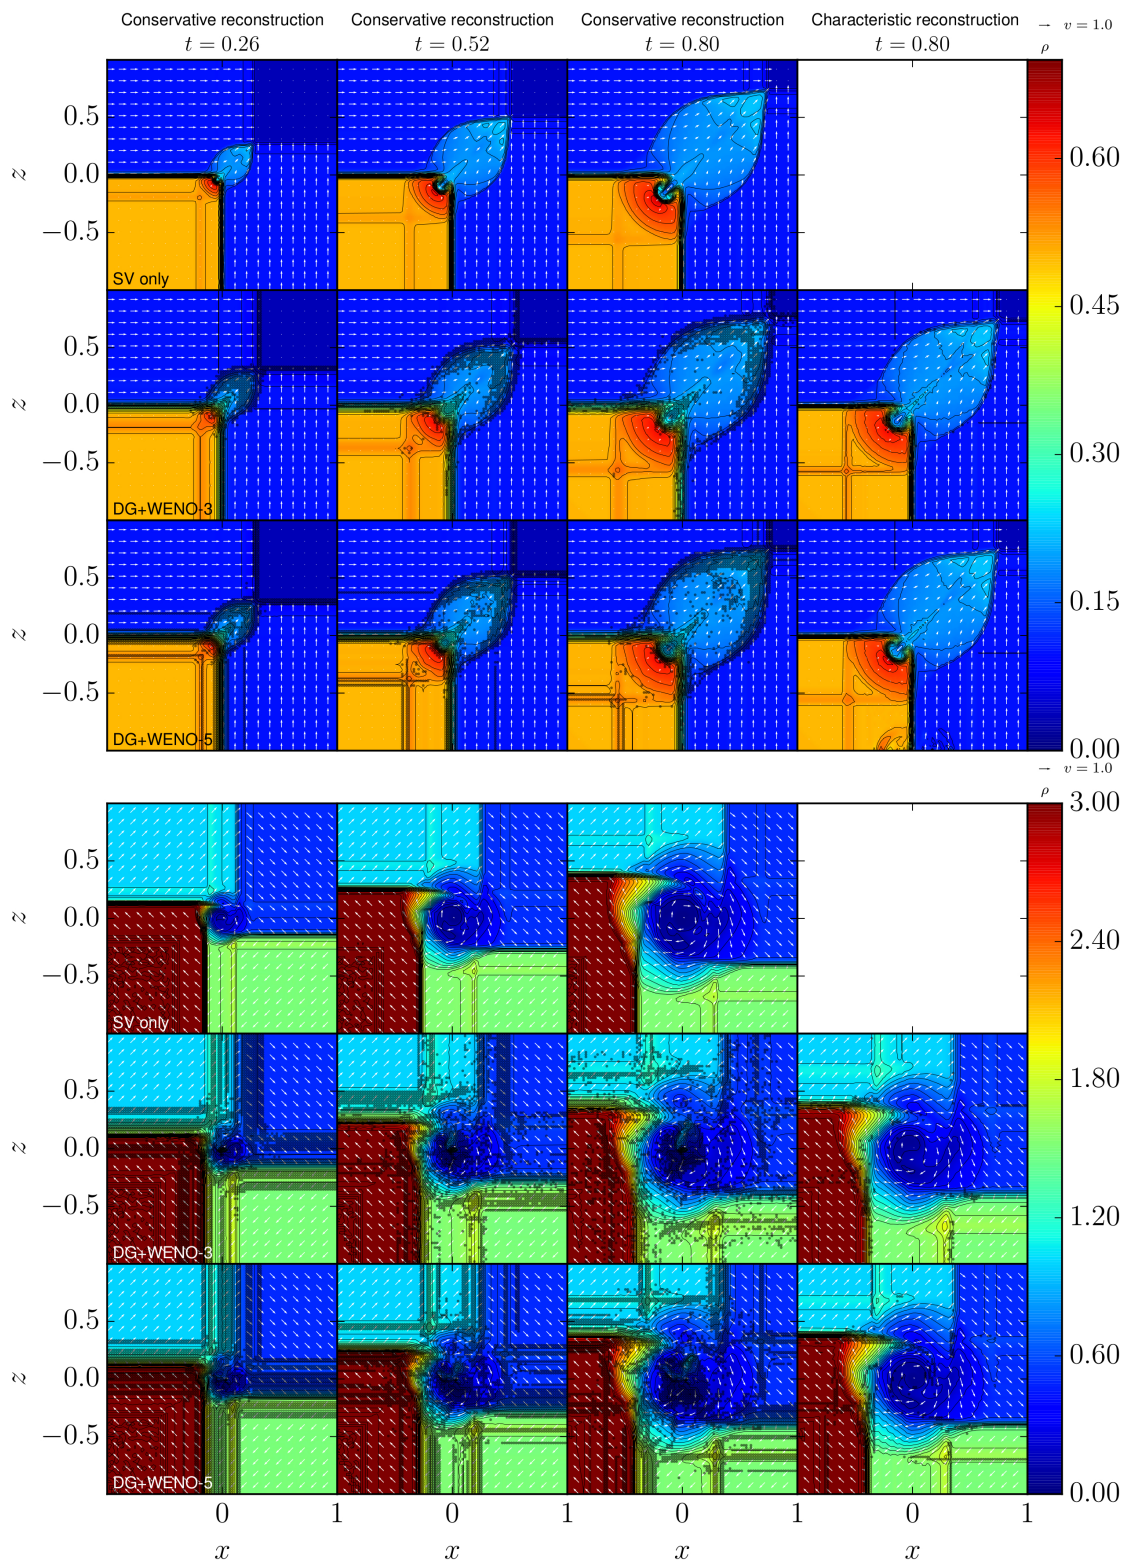 Conservative reconstruction Conservative reconstruction Conservative reconstruction Characteristic reconstruction → v = 1.0
t = 0.26 t = 0.52 t = 0.80 t = 0.80 ρ
0.5
0.60
z 0.0
−0.5
SV only
0.45
0.5
z 0.0
0.30
−0.5
DG+WENO-3
0.5
0.15
z 0.0
−0.5
DG+WENO-5
0.00
→ v = 1.0
ρ
3.00
0.5
z 0.0
2.40
−0.5
SV only
0.5
1.80
z 0.0
−0.5
1.20
DG+WENO-3
0.5
0.60
z 0.0
−0.5
DG+WENO-5
0.00
0 1 0 1 0 1 0 1
x x x x